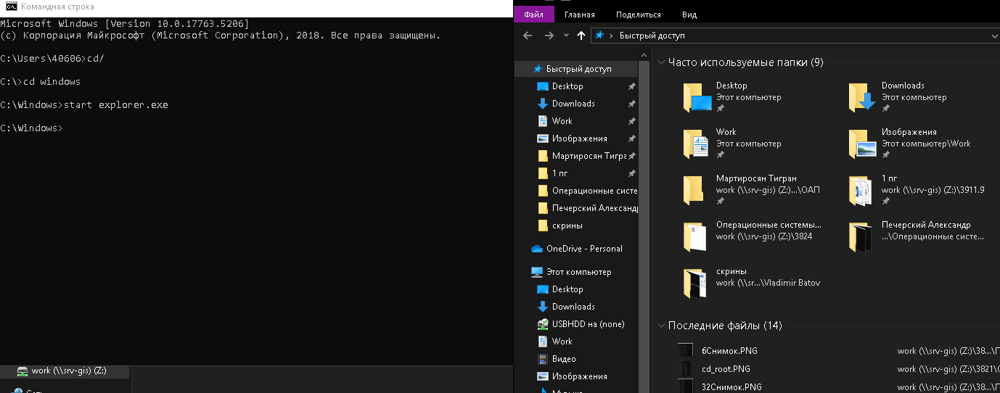 Командная строка
Microsoft Windows [Version 10.0.17763.5206]
(c) Корпорация Майкрософт (Microsoft Corporation), 2018. Все права защищены.
C:\Users\40606>cd/
C:\>cd windows
C:\Windows>start explorer.exe
C:\Windows>
work (\\srv-gis) (Z:)
Файл
Главная
Поделиться
Вид
Быстрый доступ
Быстрый доступ
Desktop
Downloads
Work
Изображения
Мартиросян Тигра
1 пг
Операционные систе
Печерский Александ
скрины
OneDrive - Personal
Этот компьютер
Desktop
Downloads
USBHDD на (none)
Work
Видео
Изображения
Часто используемые папки (9)
Desktop
Этот компьютер
Downloads
Этот компьютер
Work
Этот компьютер
Изображения
Этот компьютер\Work
Мартиросян Тигран
work (\\srv-gis) (Z:)...\ОАП
1 пг
work (\\srv-gis) (Z:)\3911.9
Операционные системы...
work (\\srv-gis) (Z:)\3824
Печерский Александр
...\Операционные систе...
скрины
work (\\sr...\Vladimir Batov
Последние файлы (14)
6Снимок.PNG
work (\\srv-gis) (Z:)\38...\П
cd_root.PNG
work (\\srv-gis) (Z:)\3821\
32Снимок.PNG
work (\\srv-gis) (Z:)\38...\П